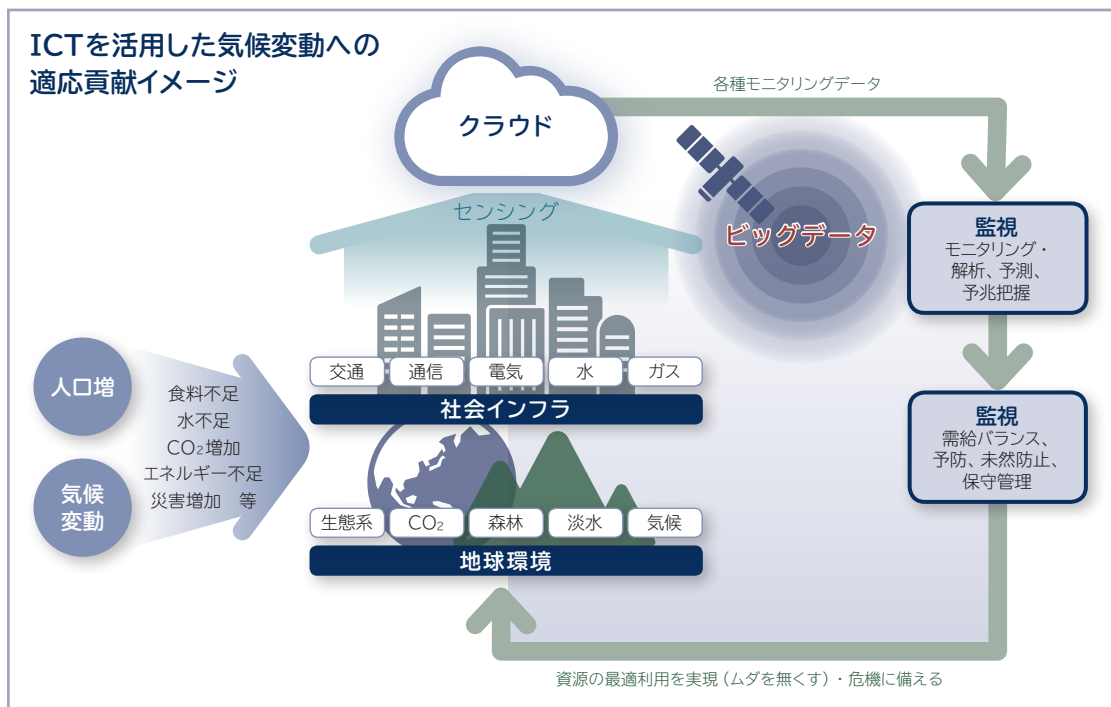 ICTを活用した気候変動への
適応貢献イメージ
クラウド
各種モニタリングデータ
センシング
ビッグデータ
監視
モニタリング・
解析、予測、
予兆把握
人口増
気候
変動
食料不足
水不足
CO₂増加
エネルギー不足
災害増加 等
交通
通信
電気
水
ガス
社会インフラ
監視
需給バランス、
予防、未然防止、
保守管理
生態系
CO₂
森林
淡水
気候
地球環境
資源の最適利用を実現（ムダを無くす）・危機に備える